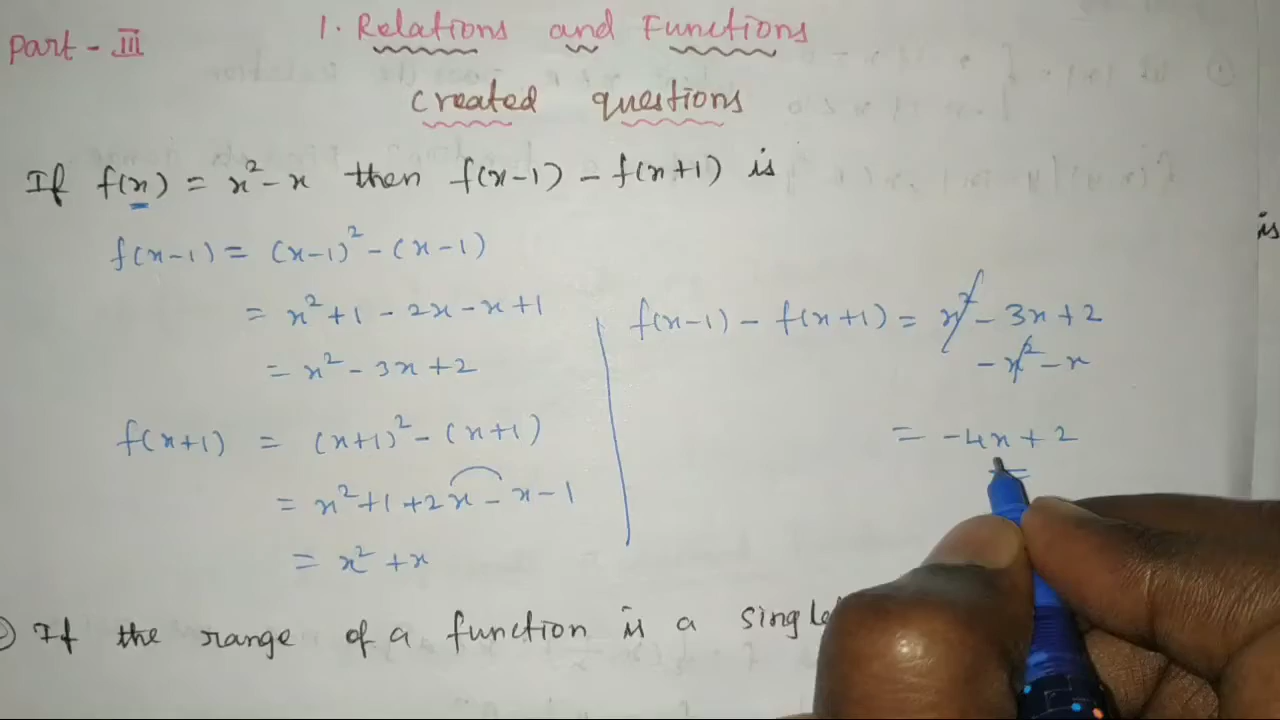 1. Relations and Functions
Part - III
created questions
If f(x) = x² - x then f(x-1) - f(x+1) is
is
f(x-1) = (x-1)² - (x-1)
= x² + 1 - 2x - x + 1
= x² - 3x + 2
f(x+1) = (x+1)² - (x+1)
= x² + 1 + 2x - x - 1
= x² + x
f(x-1) - f(x+1) = x² - 3x + 2
- x² - x
= -4x + 2
If the range of a function is a